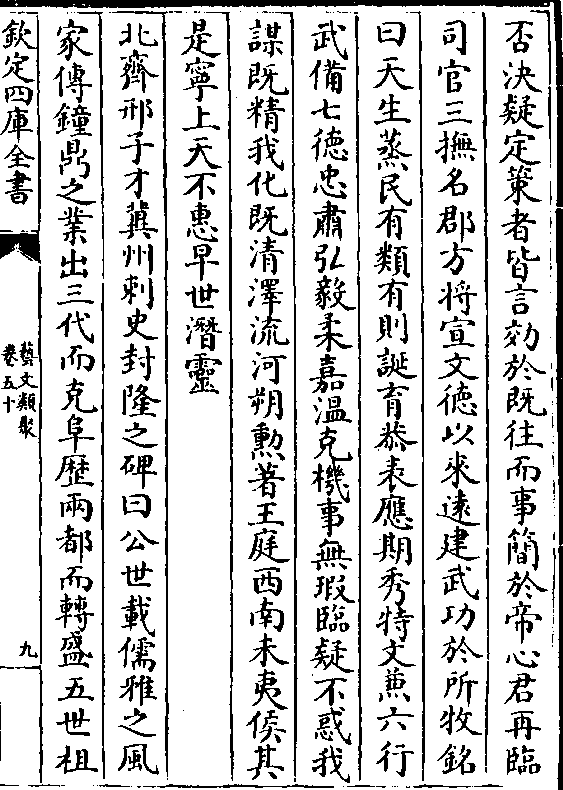 否決疑定策者皆言効於既往而事簡於帝心君再臨
司官三撫名郡方將宣文德以來遠建武功於所牧銘
曰天生蒸民有類有則誕育恭表應期秀特文兼六行
武備七德忠肅弘毅柔嘉溫克機事無瑕臨疑不惑我
謀既精我化既清澤流河朔勲著王庭西南未夷俟其
是寧上天不惠早世潛靈
北齊邢子才冀州刺史封隆之碑曰公世載儒雅之風
家傳鐘鼎之業出三代而克阜歴兩都而轉盛五世祖
欽定四庫全書
藝文類聚
卷五十
九